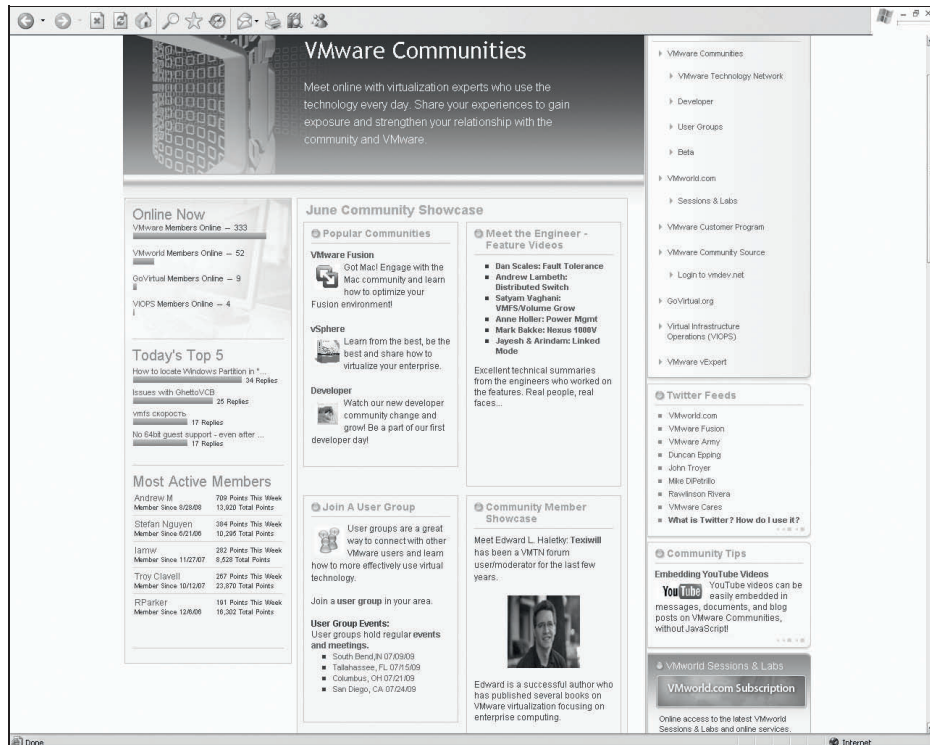 VMware Communities
Meet online with virtualization experts who use the
technology every day. Share your experiences to gain
exposure and strengthen your relationship with the
community and VMware.
Online Now
VMware Members Online – 333
VMworld Members Online – 52
GoVirtual Members Online – 9
VIOPS Members Online – 4
Today's Top 5
How to locate Windows Partition in "...
34 Replies
Issues with GhettoVCB
25 Replies
vmfs скорость
17 Replies
No 64bit guest support - even after ...
17 Replies
Most Active Members
Andrew M 709 Points This Week
Member Since 8/28/08 13,920 Total Points
Stefan Nguyen 384 Points This Week
Member Since 6/21/06 10,295 Total Points
lamw 282 Points This Week
Member Since 11/27/07 8,528 Total Points
Troy Clavell 267 Points This Week
Member Since 10/12/07 23,870 Total Points
RParker 191 Points This Week
Member Since 12/6/06 16,302 Total Points
June Community Showcase
Popular Communities
VMware Fusion
Got Mac! Engage with the
Mac community and learn
how to optimize your
Fusion environment!
vSphere
Learn from the best, be the
best and share how to
virtualize your enterprise.
Developer
Watch our new developer
community change and
grow! Be a part of our first
developer day!
Meet the Engineer -
Feature Videos
Dan Scales: Fault Tolerance
Andrew Lambeth:
Distributed Switch
Satyam Vaghani:
VMFS/Volume Grow
Anne Holler: Power Mgmt
Mark Bakke: Nexus 1000V
Jayesh & Arindam: Linked
Mode
Excellent technical summaries
from the engineers who worked on
the features. Real people, real
faces...
Join A User Group
User groups are a great
way to connect with other
VMware users and learn
how to more effectively use virtual
technology.
Join a user group in your area.
User Group Events:
User groups hold regular events
and meetings.
South Bend,IN 07/09/09
Tallahassee, FL 07/15/09
Columbus, OH 07/21/09
San Diego, CA 07/24/09
Community Member
Showcase
Meet Edward L. Haletky: Texiwill
has been a VMTN forum
user/moderator for the last few
years.
Edward is a successful author who
has published several books on
VMware virtualization focusing on
enterprise computing.
VMware Communities
VMware Technology Network
Developer
User Groups
Beta
VMworld.com
Sessions & Labs
VMware Customer Program
VMware Community Source
Login to vmdev.net
GoVirtual.org
Virtual Infrastructure
Operations (VIOPS)
VMware vExpert
Twitter Feeds
VMworld.com
VMware Fusion
VMware Army
Duncan Epping
John Troyer
Mike DiPetrillo
Rawlinson Rivera
VMware Cares
What is Twitter? How do I use it?
Community Tips
Embedding YouTube Videos
YouTube
YouTube videos can be
easily embedded in
messages, documents, and blog
posts on VMware Communities,
without JavaScript!
VMworld Sessions & Labs
VMworld.com Subscription
Online access to the latest VMworld
Sessions & Labs and online services.
Done
Internet